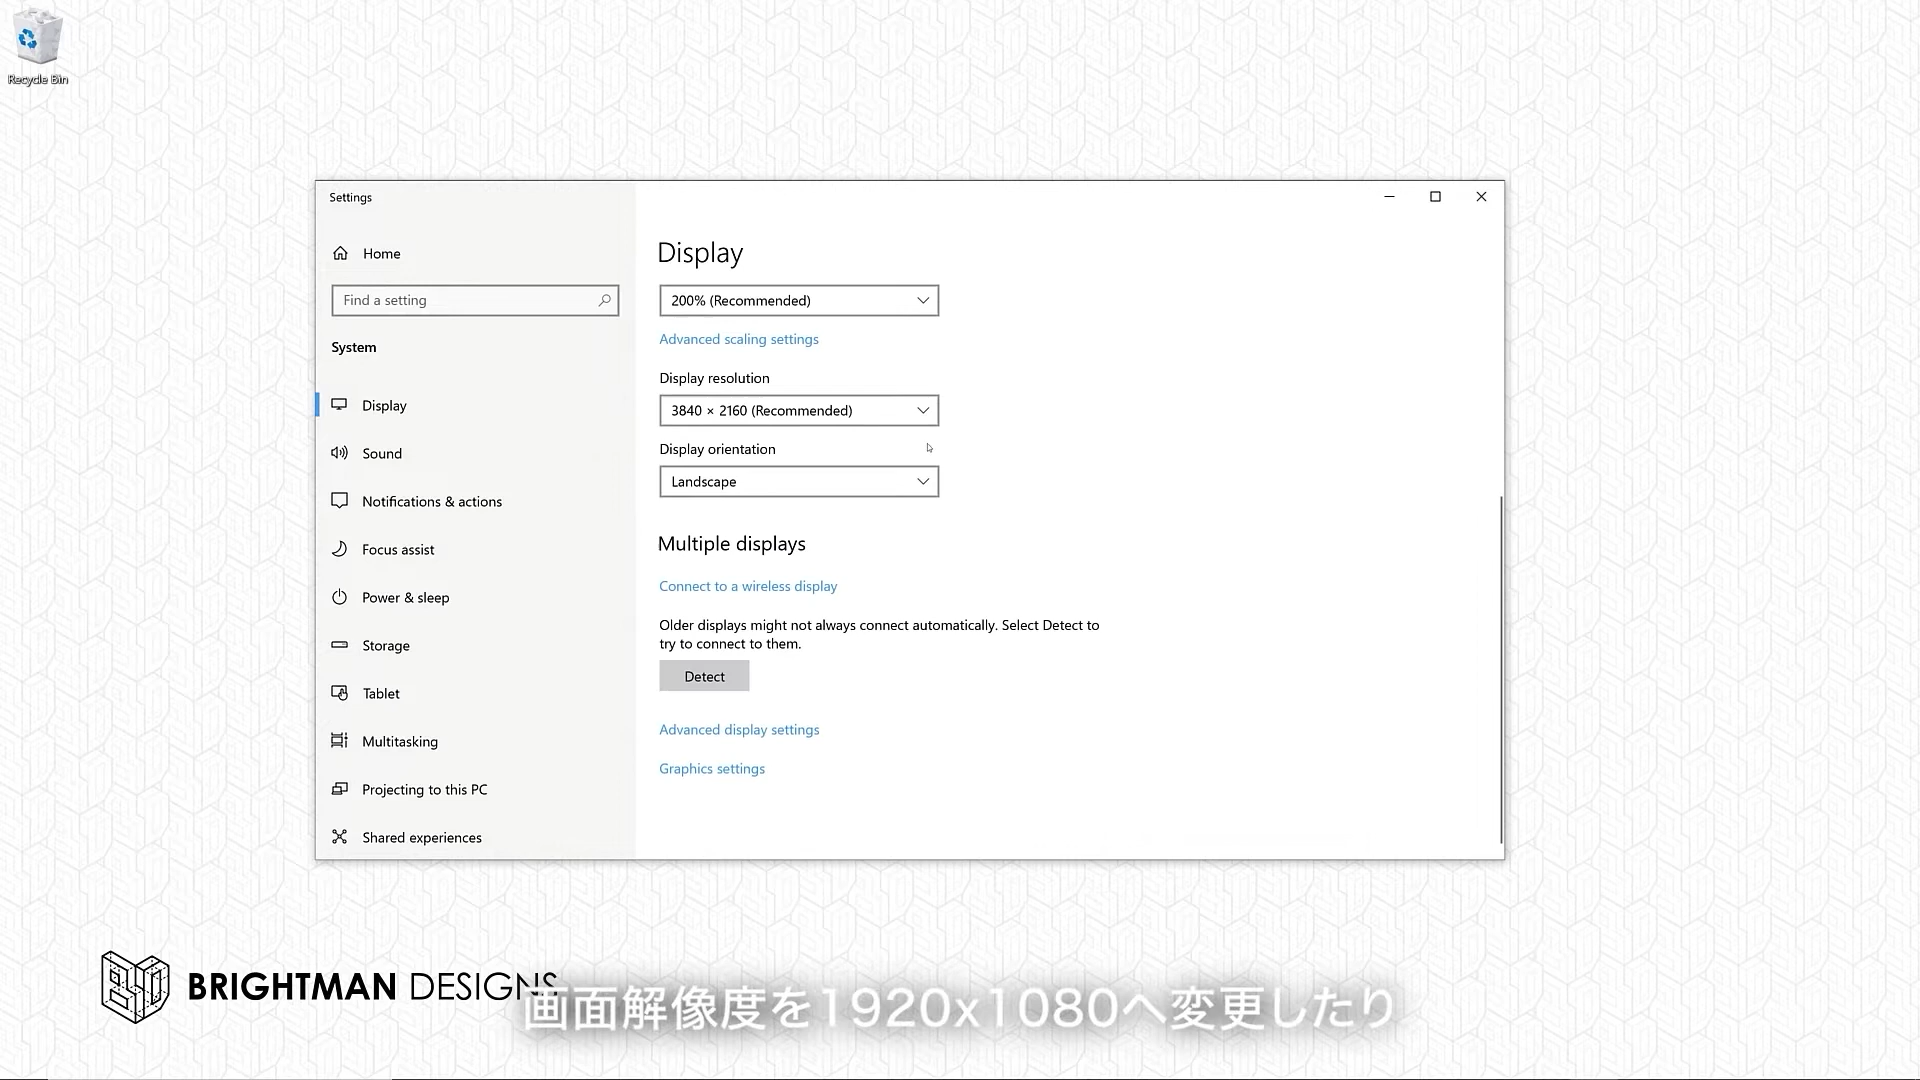 Recycle Bin
Settings
Home
Find a setting
System
Display
Sound
Notifications & actions
Focus assist
Power & sleep
Storage
Tablet
Multitasking
Projecting to this PC
Shared experiences
Display
200% (Recommended)
Advanced scaling settings
Display resolution
3840 × 2160 (Recommended)
Display orientation
Landscape
Multiple displays
Connect to a wireless display
Older displays might not always connect automatically. Select Detect to
try to connect to them.
Detect
Advanced display settings
Graphics settings
BRIGHTMAN DESIGNS
画面解像度を1920x1080へ変更したり